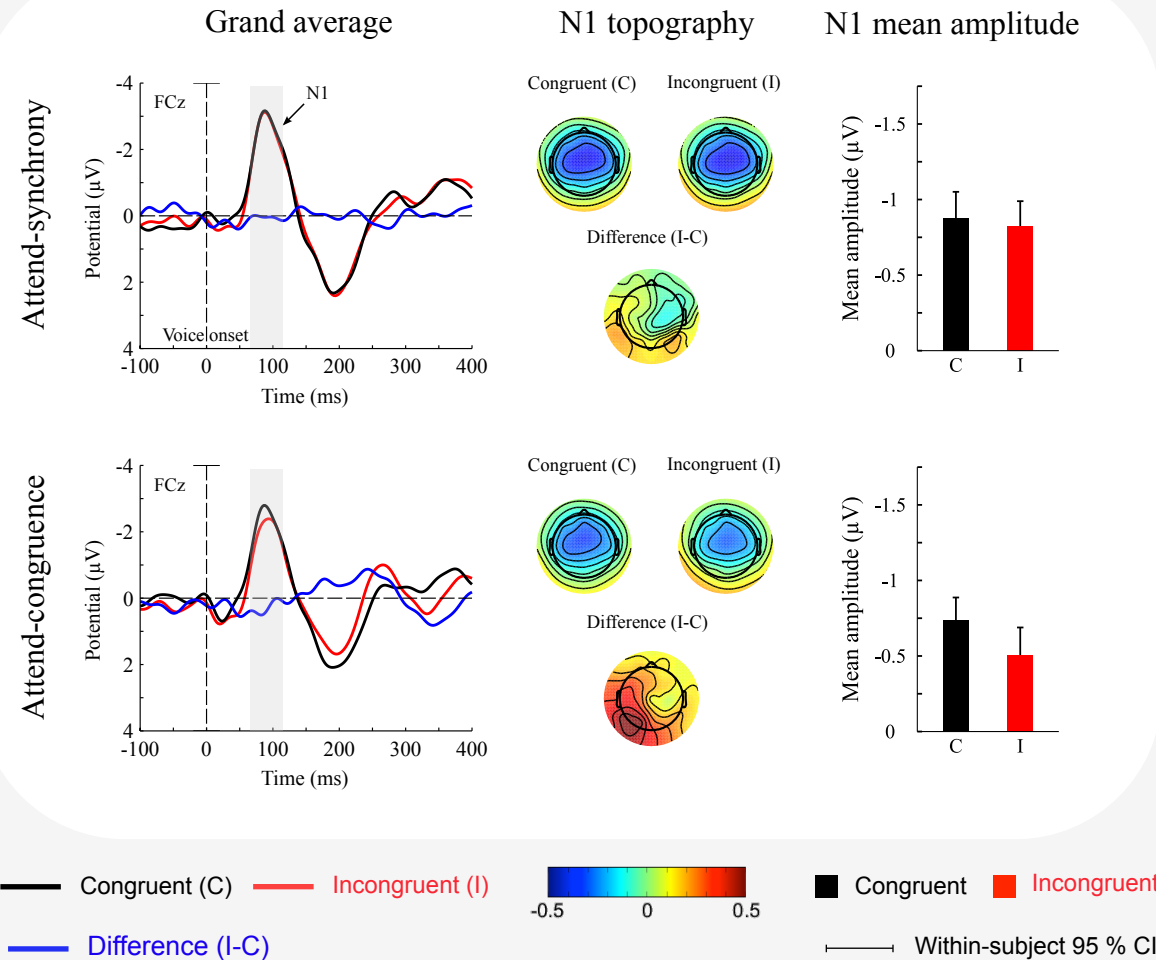 Grand average
N1 topography
N1 mean amplitude
Attend-synchrony
-4
-2
0
2
4
Potential (µV)
FCz
N1
Voice onset
-100 0 100 200 300 400
Time (ms)
Congruent (C) Incongruent (I)
Difference (I-C)
Mean amplitude (µV)
-1.5
-1
-0.5
0
C I
Attend-congruence
-4
-2
0
2
4
Potential (µV)
FCz
-100 0 100 200 300 400
Time (ms)
Congruent (C) Incongruent (I)
Difference (I-C)
Mean amplitude (µV)
-1.5
-1
-0.5
0
C I
Congruent (C) Incongruent (I)
Difference (I-C)
-0.5 0 0.5
Congruent Incongruent
Within-subject 95 % CI